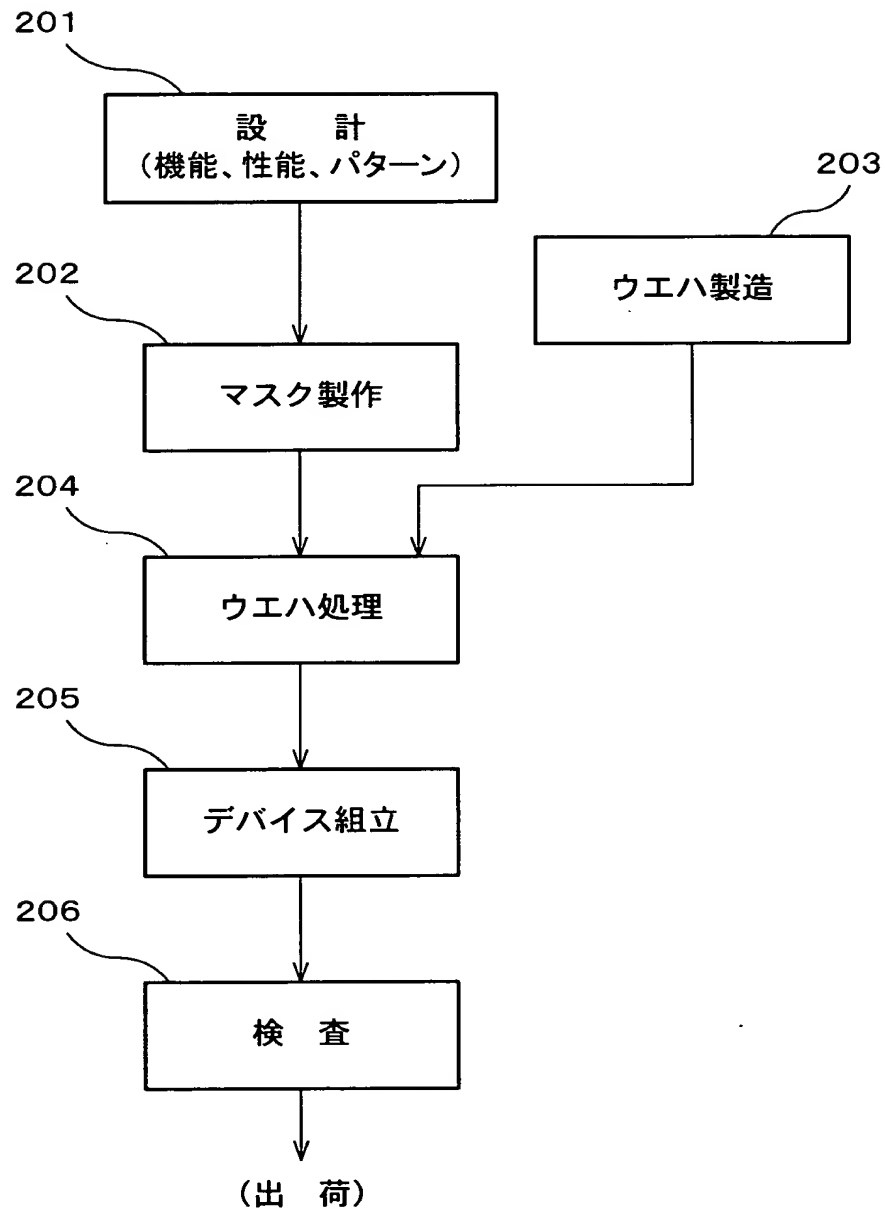 201
設 計
(機能、性能、パターン)
203
ウエハ製造
202
マスク製作
204
ウエハ処理
205
デバイス組立
206
検 査
(出 荷)